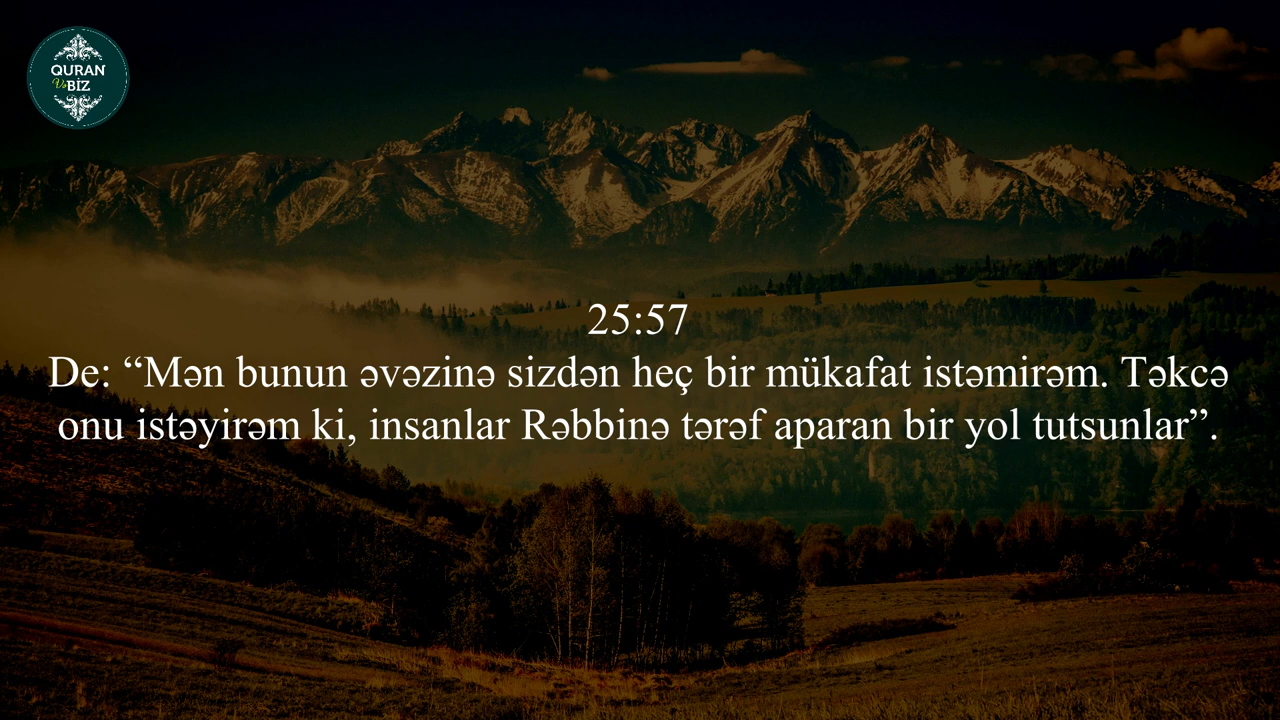 QURAN
Və BİZ
25:57
De: “Mən bunun əvəzinə sizdən heç bir mükafat istəmirəm. Təkcə
onu istəyirəm ki, insanlar Rəbbinə tərəf aparan bir yol tutsunlar”.